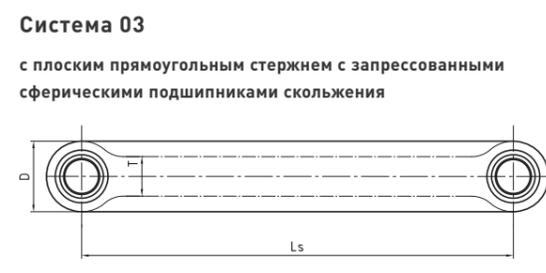 Система 03
с плоским прямоугольным стержнем с запрессованными
сферическими подшипниками скольжения
D
T
Ls